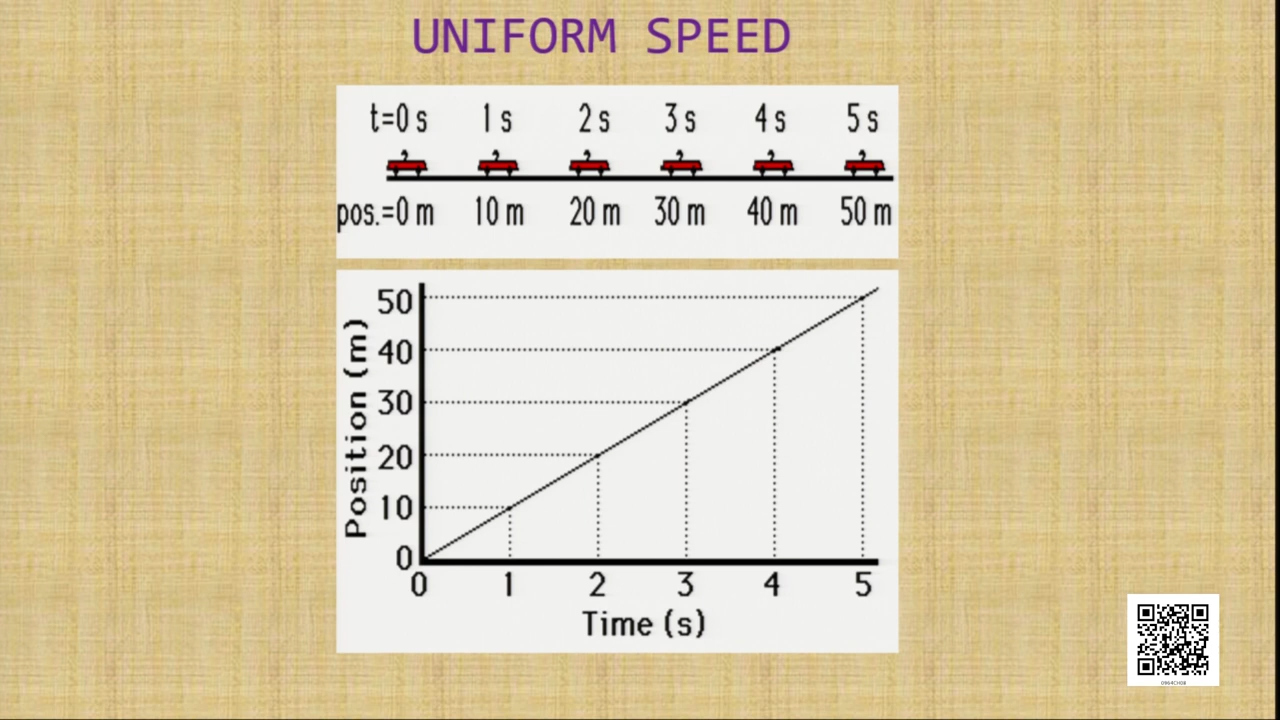 UNIFORM SPEED
t=0 s 1 s 2 s 3 s 4 s 5 s
pos.=0 m 10 m 20 m 30 m 40 m 50 m
50
40
30
20
10
0
Position (m)
0 1 2 3 4 5
Time (s)
0964CH08